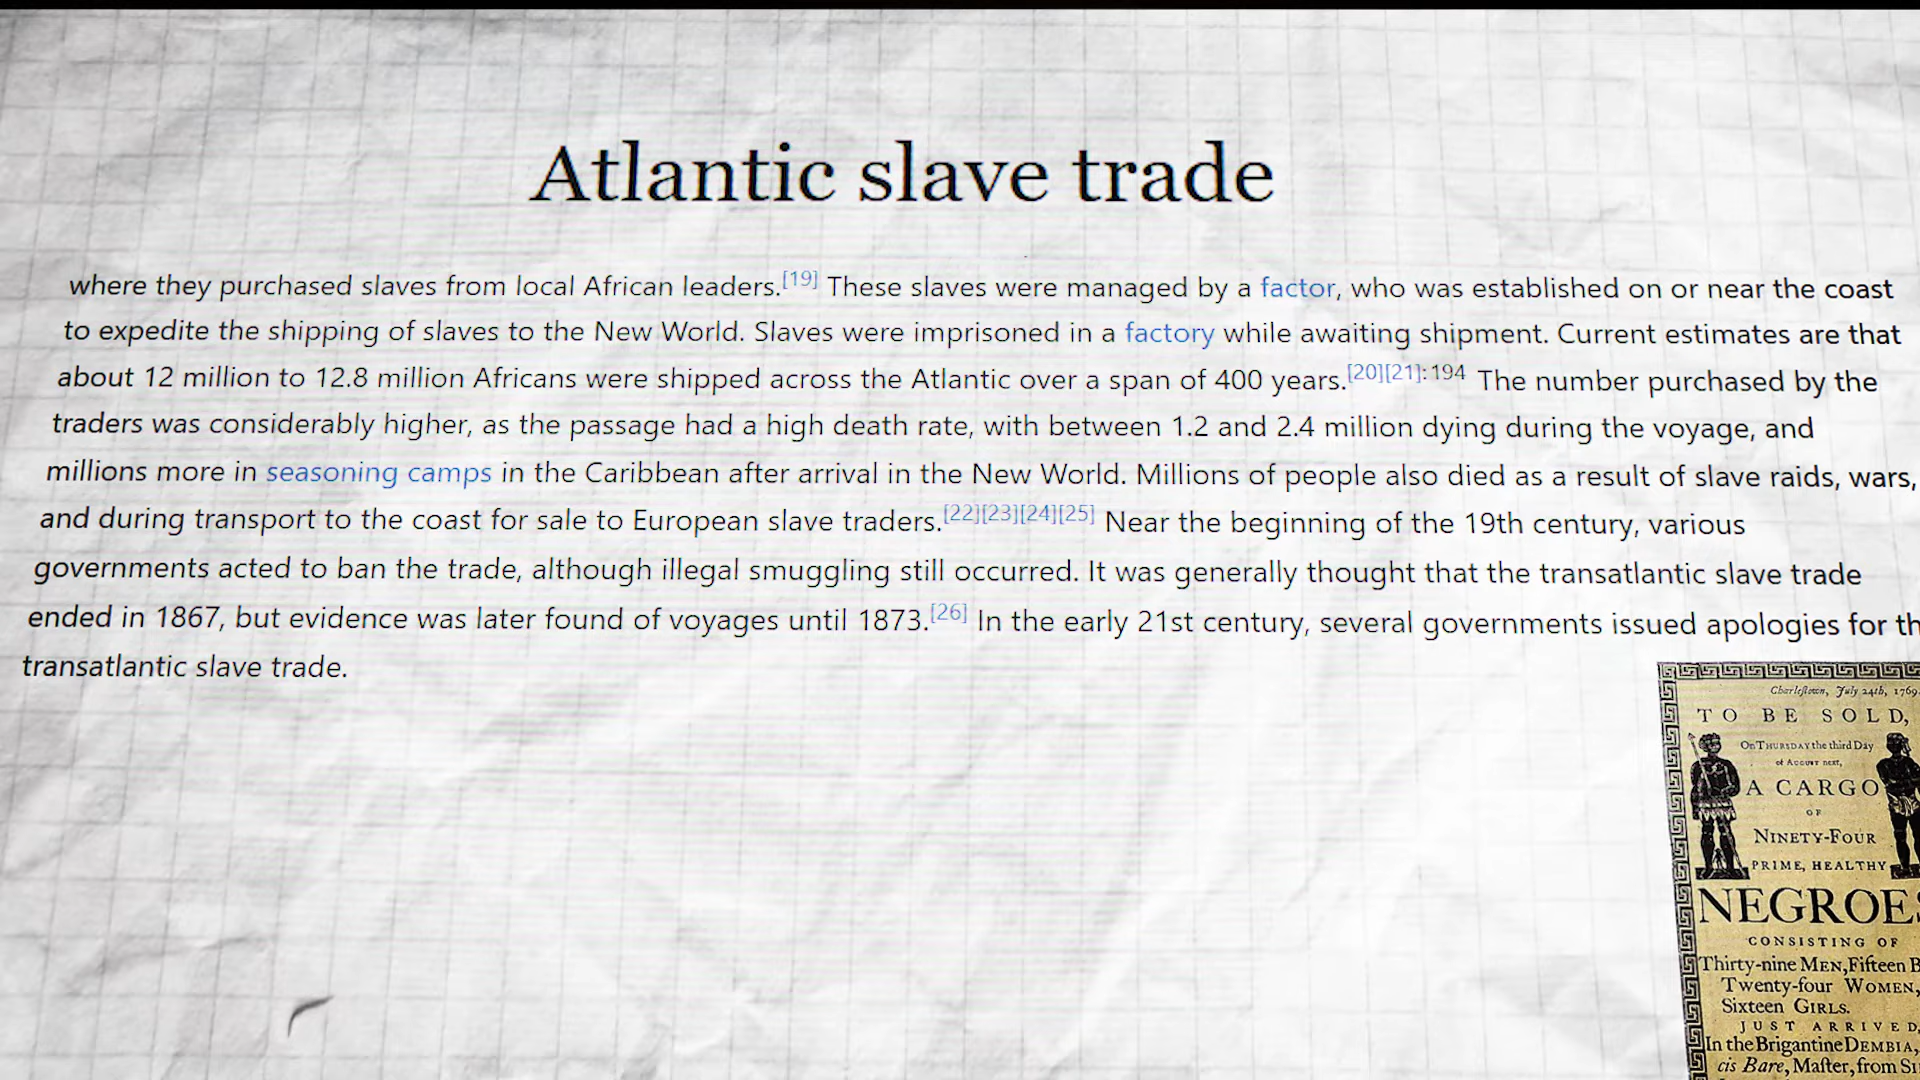 Atlantic slave trade
where they purchased slaves from local African leaders.[19] These slaves were managed by a factor, who was established on or near the coast
to expedite the shipping of slaves to the New World. Slaves were imprisoned in a factory while awaiting shipment. Current estimates are that
about 12 million to 12.8 million Africans were shipped across the Atlantic over a span of 400 years.[20][21]:194 The number purchased by the
traders was considerably higher, as the passage had a high death rate, with between 1.2 and 2.4 million dying during the voyage, and
millions more in seasoning camps in the Caribbean after arrival in the New World. Millions of people also died as a result of slave raids, wars,
and during transport to the coast for sale to European slave traders.[22][23][24][25] Near the beginning of the 19th century, various
governments acted to ban the trade, although illegal smuggling still occurred. It was generally thought that the transatlantic slave trade
ended in 1867, but evidence was later found of voyages until 1873.[26] In the early 21st century, several governments issued apologies for th
transatlantic slave trade.
Charlestown, July 24th, 1769
TO BE SOLD,
On THURSDAY the third Day
of AUGUST next,
A CARGO
OF
NINETY-FOUR
PRIME, HEALTHY
NEGROES
CONSISTING OF
Thirty-nine MEN, Fifteen B
Twenty-four WOMEN,
Sixteen GIRLS.
JUST ARRIVED,
In the Brigantine DEMBIA,
cis Bare, Master, from Si